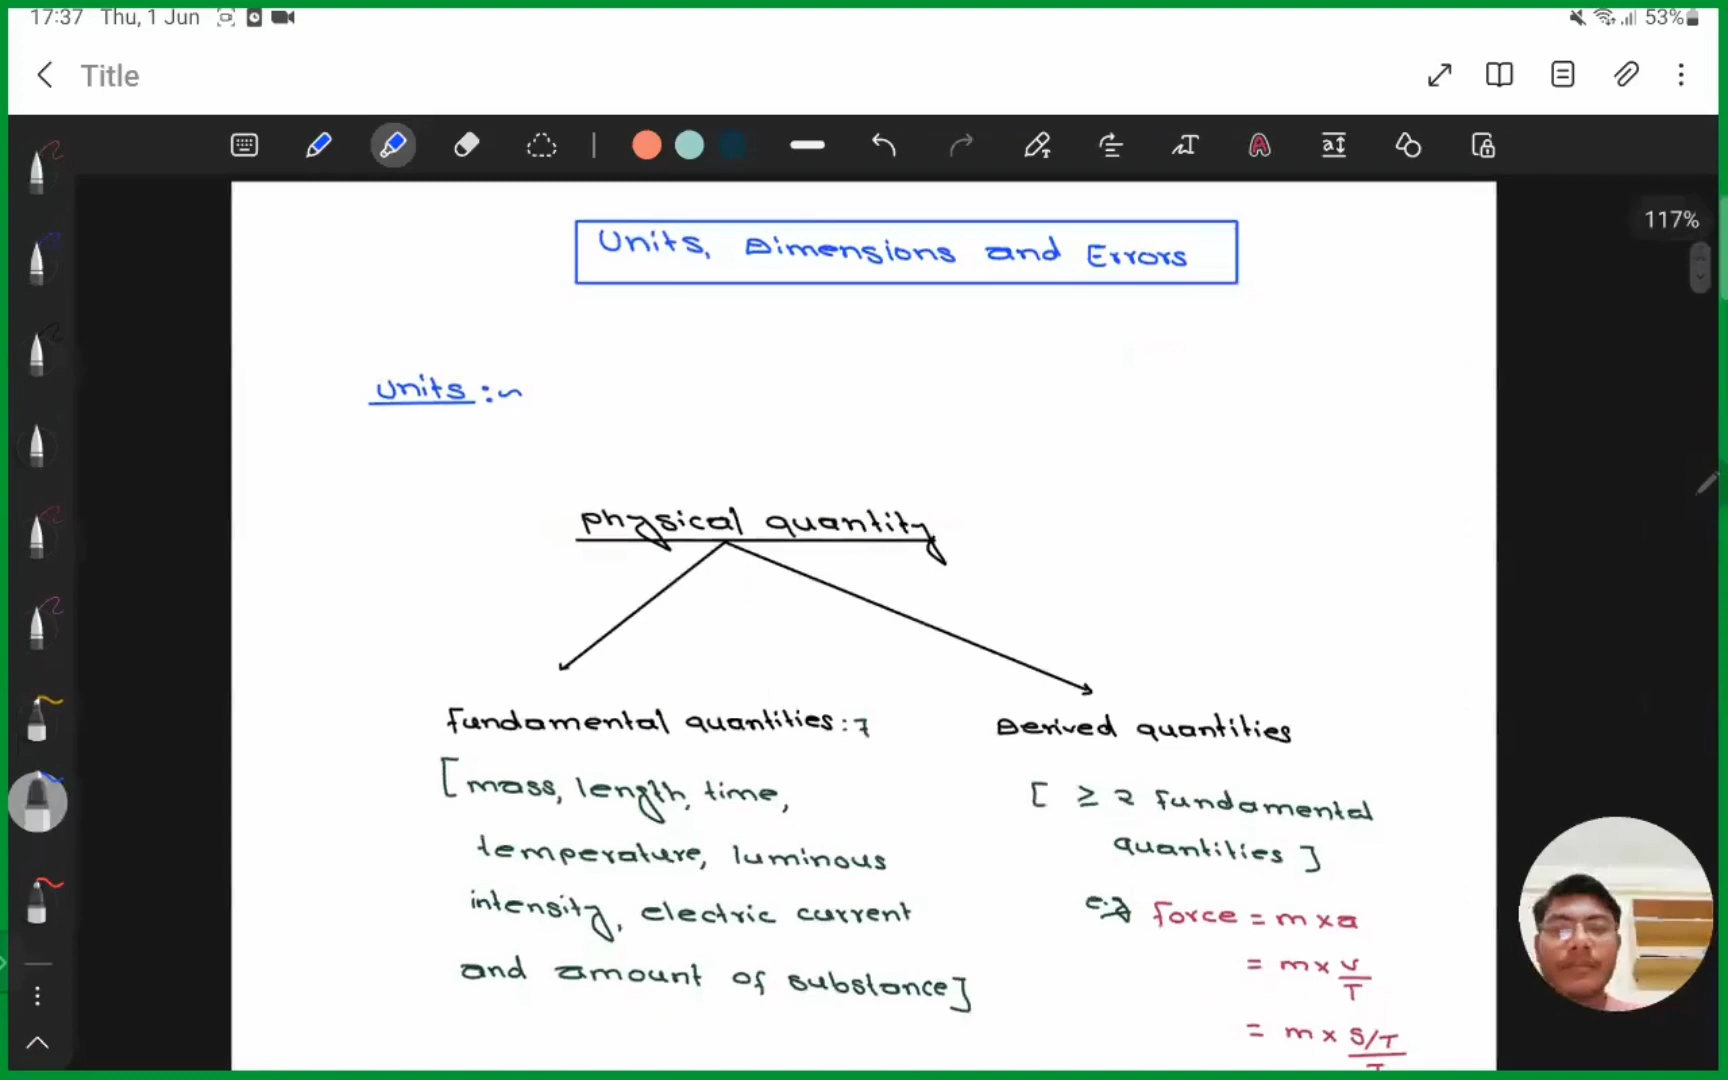 17:37 Thu, 1 Jun
53%
Title
117%
Units, Dimensions and Errors
Units :~
physical quantity
fundamental quantities : 7
Derived quantities
[mass, length, time,
temperature, luminous
intensity, electric current
and amount of substance]
[ ≥ 2 fundamental
quantities ]
e.g force = m x a
= m x V/T
= m x S/T